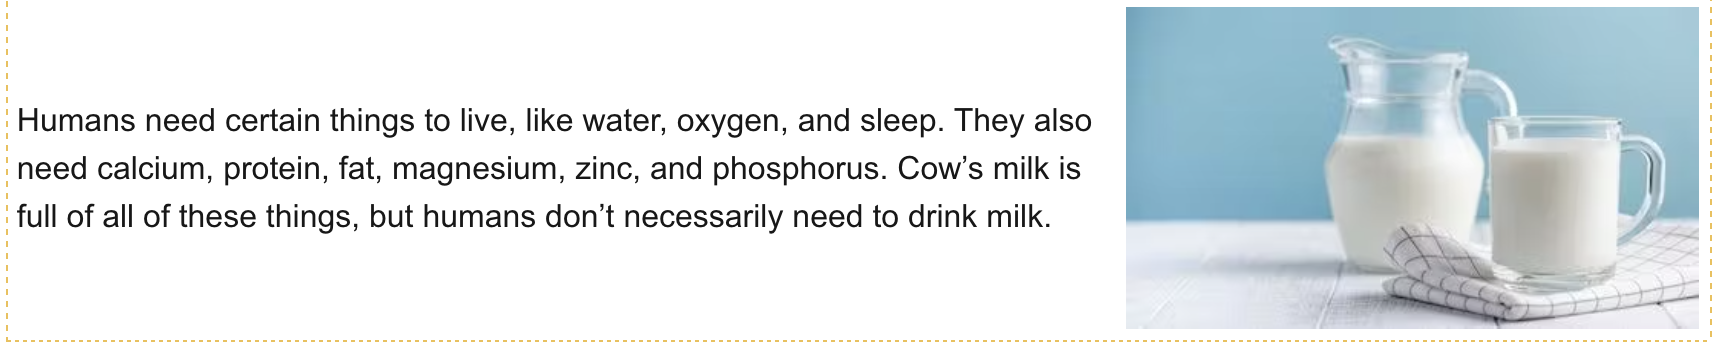 Humans need certain things to live, like water, oxygen, and sleep. They also
need calcium, protein, fat, magnesium, zinc, and phosphorus. Cow’s milk is
full of all of these things, but humans don’t necessarily need to drink milk.